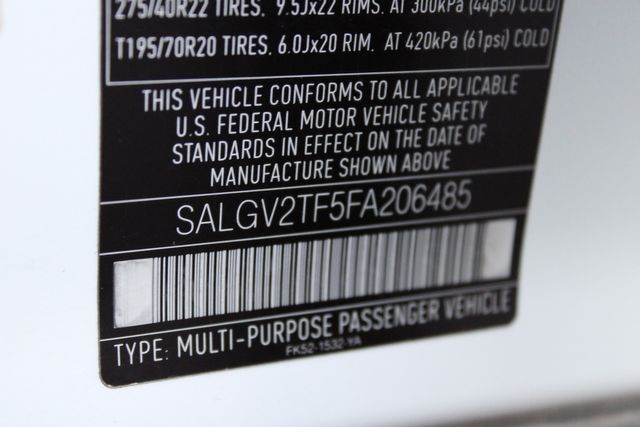 275/40R22 TIRES. 9.5Jx22 RIMS. AT 300kPa (44psi) COLD
T195/70R20 TIRES. 6.0Jx20 RIM. AT 420kPa (61psi) COLD
THIS VEHICLE CONFORMS TO ALL APPLICABLE
U.S. FEDERAL MOTOR VEHICLE SAFETY
STANDARDS IN EFFECT ON THE DATE OF
MANUFACTURE SHOWN ABOVE
SALGV2TF5FA206485
TYPE: MULTI-PURPOSE PASSENGER VEHICLE
FK52-1532-YA